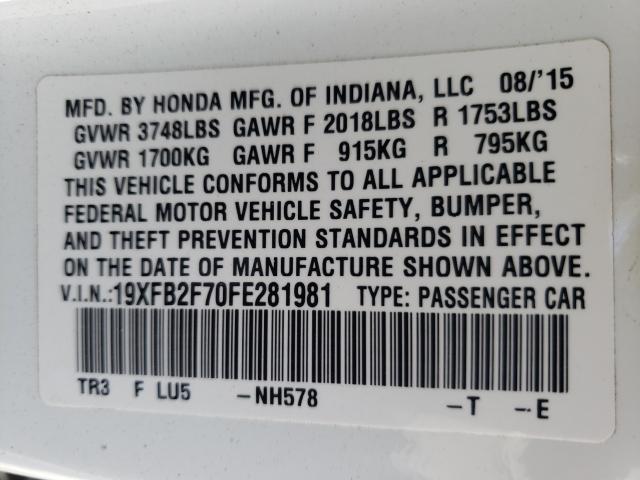 MFD. BY HONDA MFG. OF INDIANA, LLC 08/'15
GVWR 3748LBS GAWR F 2018LBS R 1753LBS
GVWR 1700KG GAWR F 915KG R 795KG
THIS VEHICLE CONFORMS TO ALL APPLICABLE
FEDERAL MOTOR VEHICLE SAFETY, BUMPER,
AND THEFT PREVENTION STANDARDS IN EFFECT
ON THE DATE OF MANUFACTURE SHOWN ABOVE.
V.I.N.:19XFB2F70FE281981 TYPE: PASSENGER CAR
TR3 F LU5 -NH578 -T -E